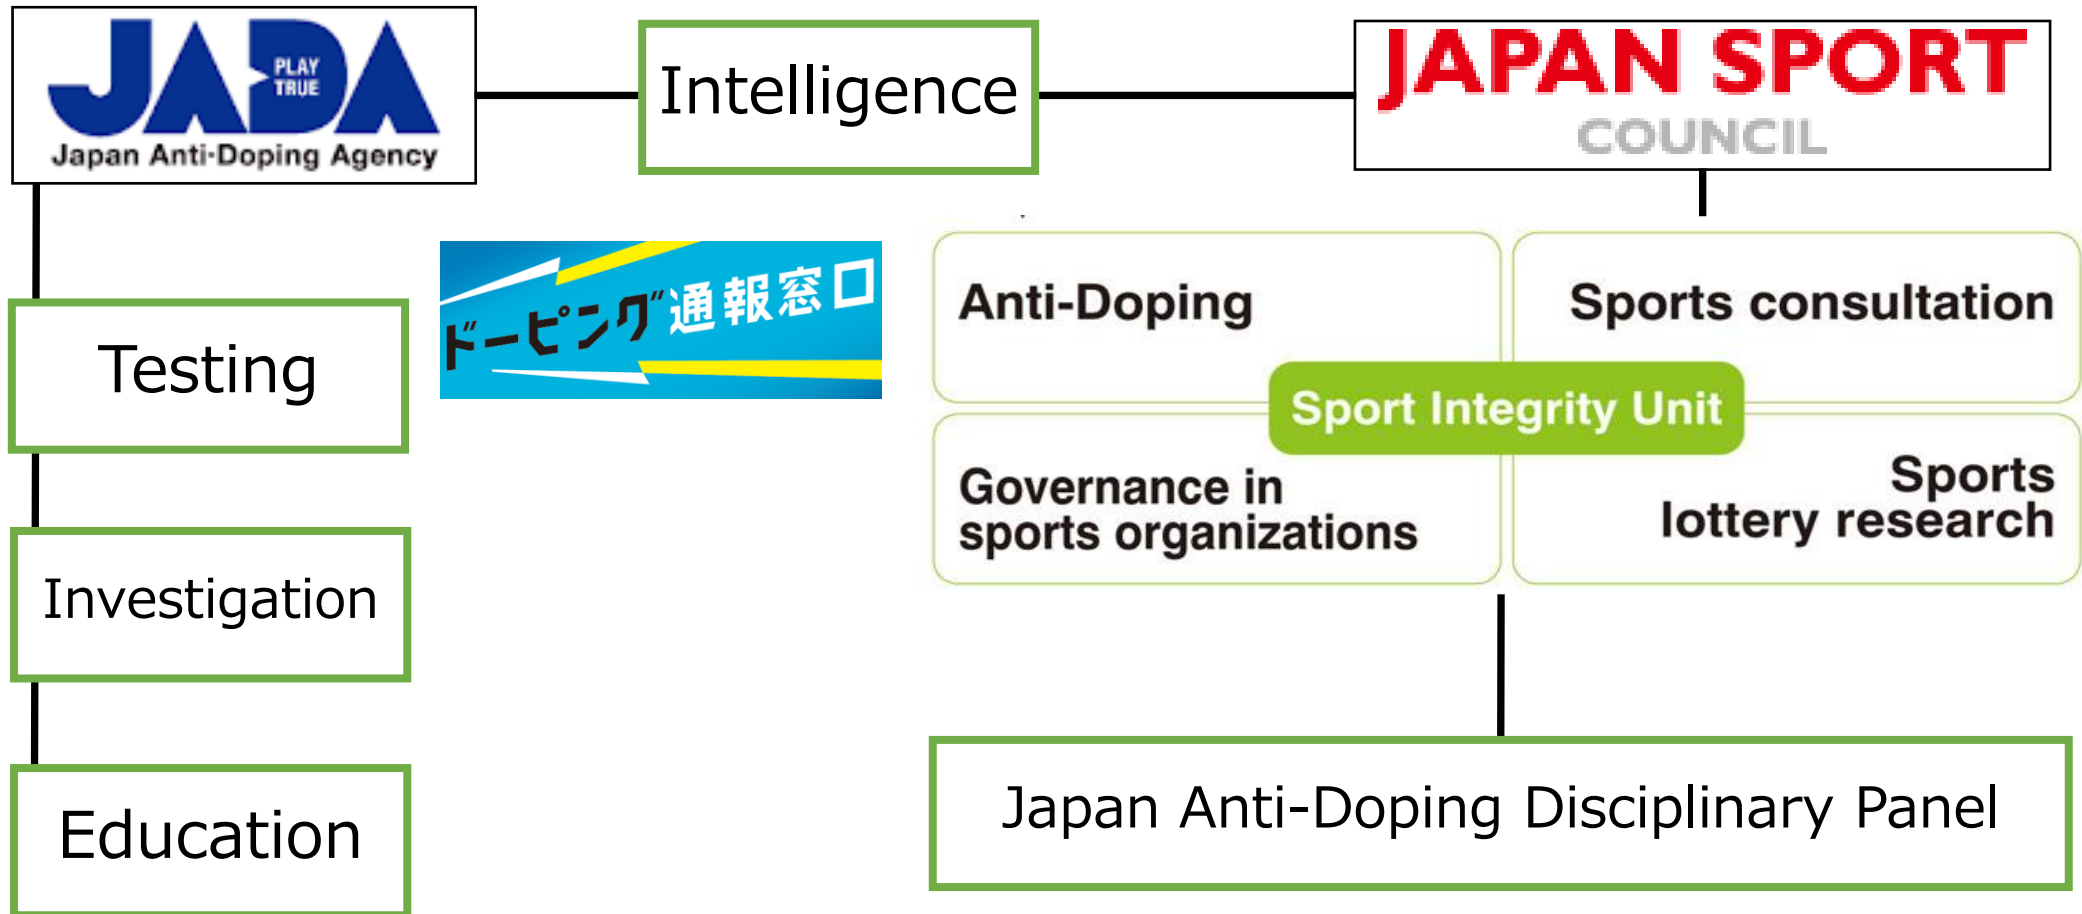 JADA
PLAY
TRUE
Japan Anti-Doping Agency
Intelligence
JAPAN SPORT
COUNCIL
Testing
Investigation
Education
ドーピング通報窓口
Anti-Doping
Sports consultation
Sport Integrity Unit
Governance in
sports organizations
Sports
lottery research
Japan Anti-Doping Disciplinary Panel